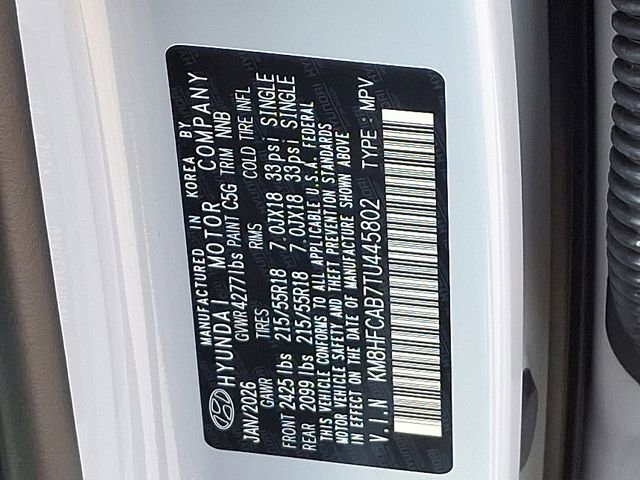 MANUFACTURED IN KOREA BY
HYUNDAI MOTOR COMPANY
JAN/2026 GVWR4277lbs PAINT C5G TRIM NNB
GAWR TIRES RIMS COLD TIRE INFL
FRONT 2425 lbs 215/55R18 7.0JX18 33psi SINGLE
REAR 2099 lbs 215/55R18 7.0JX18 33psi SINGLE
THIS VEHICLE CONFORMS TO ALL APPLICABLE U.S.A. FEDERAL
MOTOR VEHICLE SAFETY AND THEFT PREVENTION STANDARDS
IN EFFECT ON THE DATE OF MANUFACTURE SHOWN ABOVE
V.I.N KM8HFCAB7TU445802 TYPE : MPV